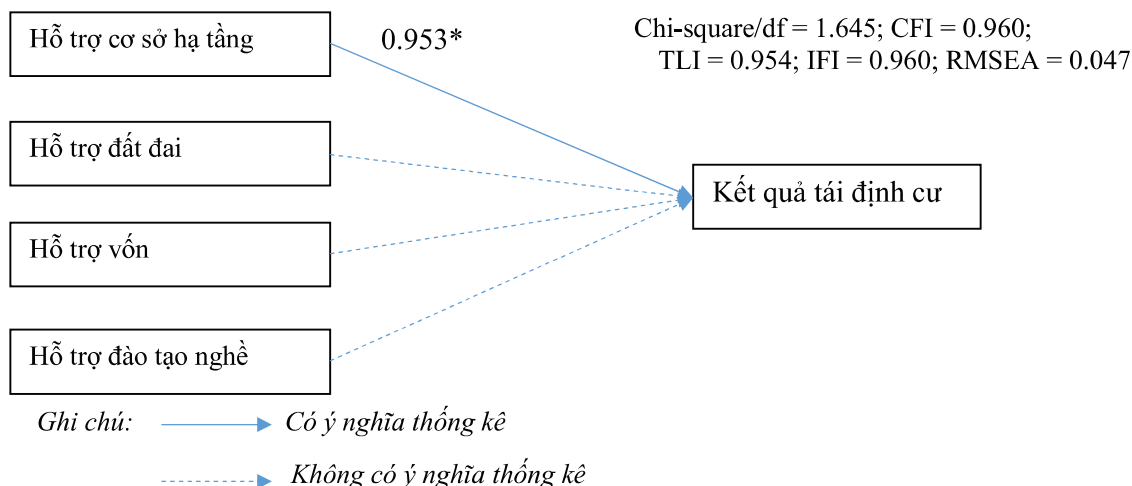 Hỗ trợ cơ sở hạ tầng
0.953*
Chi-square/df = 1.645; CFI = 0.960;
TLI = 0.954; IFI = 0.960; RMSEA = 0.047
Hỗ trợ đất đai
Kết quả tái định cư
Hỗ trợ vốn
Hỗ trợ đào tạo nghề
Ghi chú:
Có ý nghĩa thống kê
Không có ý nghĩa thống kê